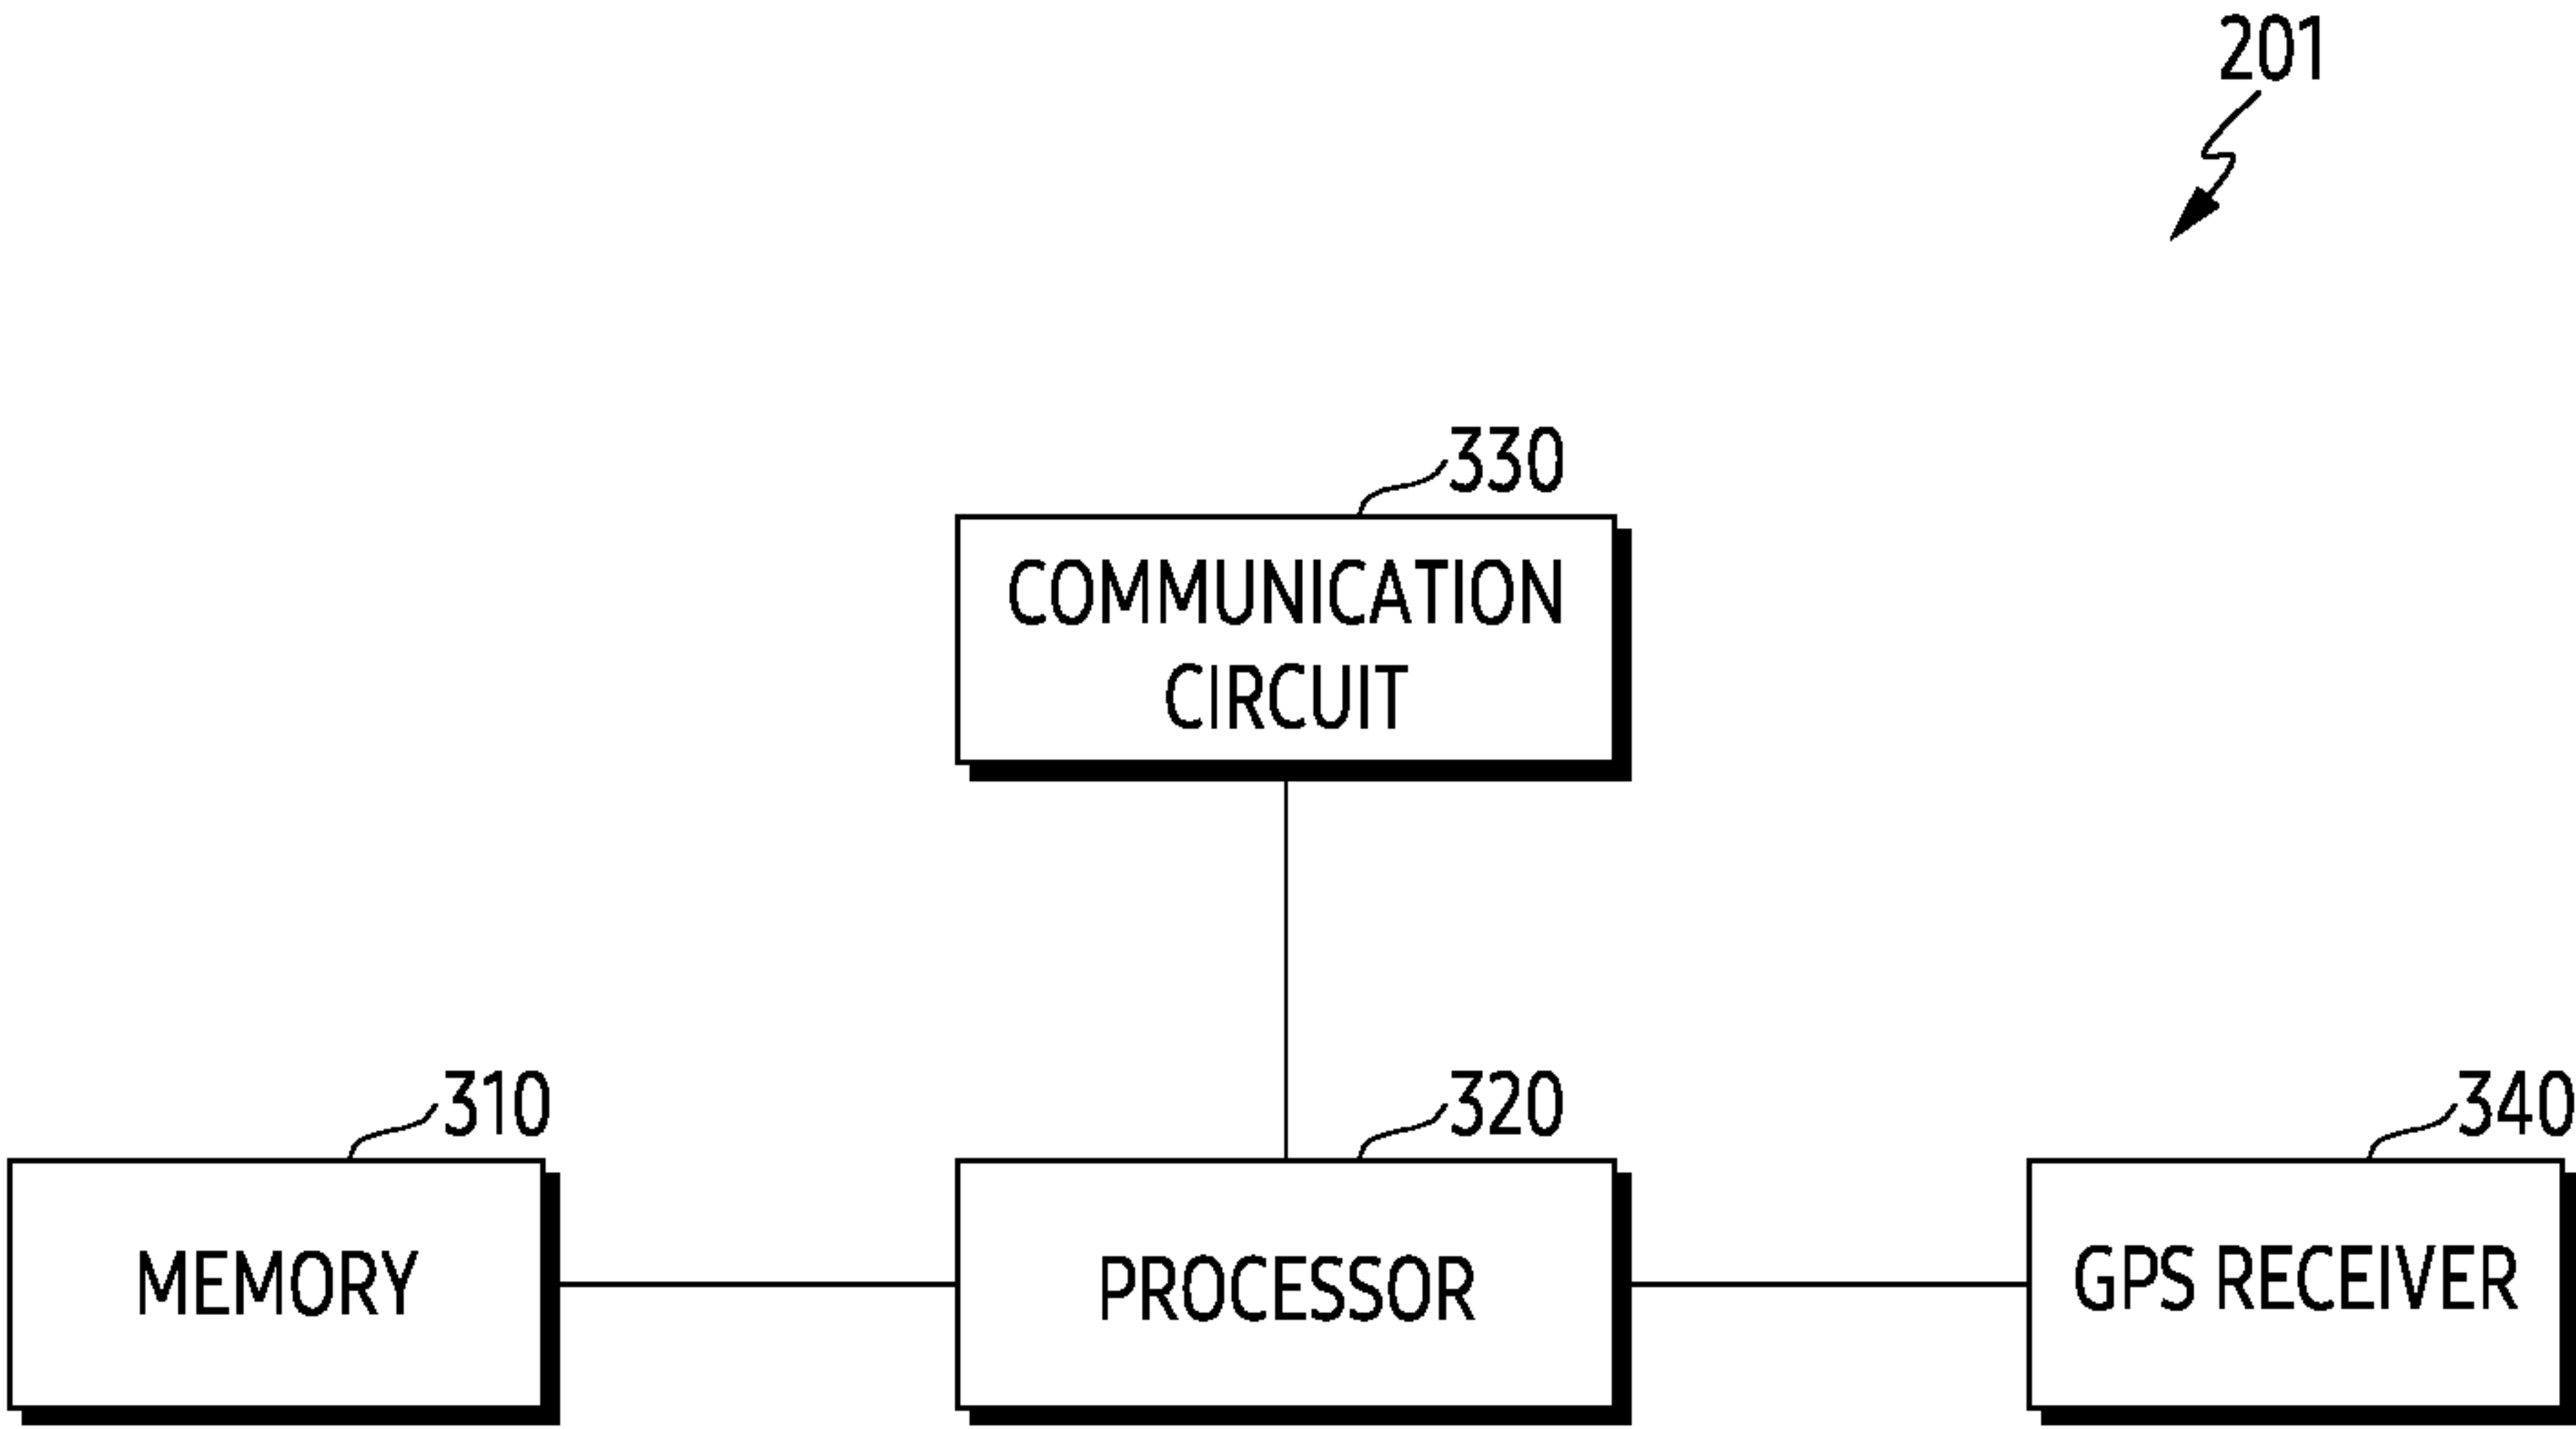 201
330
COMMUNICATION
CIRCUIT
310
320
340
MEMORY
PROCESSOR
GPS RECEIVER